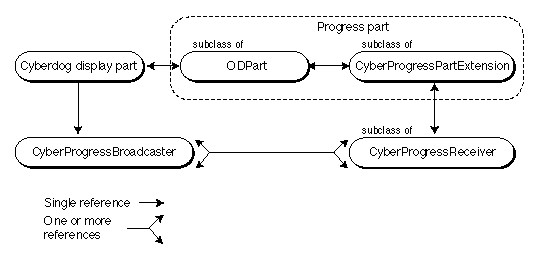 Progress part
subclass of
subclass of
Cyberdog display part
ODPart
CyberProgressPartExtension
subclass of
CyberProgressBroadcaster
CyberProgressReceiver
Single reference
One or more
references